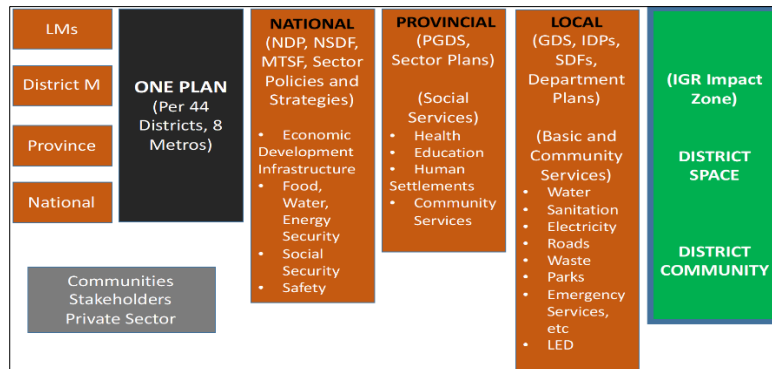 LMs
District M
Province
National
Communities
Stakeholders
Private Sector
ONE PLAN
(Per 44
Districts, 8
Metros)
NATIONAL
(NDP, NSDF,
MTSF, Sector
Policies and
Strategies)
• Economic
Development
Infrastructure
• Food,
Water,
Energy
Security
• Social
Security
• Safety
PROVINCIAL
(PGDS,
Sector Plans)
(Social
Services)
• Health
• Education
• Human
Settlements
• Community
Services
LOCAL
(GDS, IDPs,
SDFs,
Department
Plans)
(Basic and
Community
Services)
• Water
• Sanitation
• Electricity
• Roads
• Waste
• Parks
• Emergency
Services,
etc
• LED
(IGR Impact
Zone)
DISTRICT
SPACE
DISTRICT
COMMUNITY